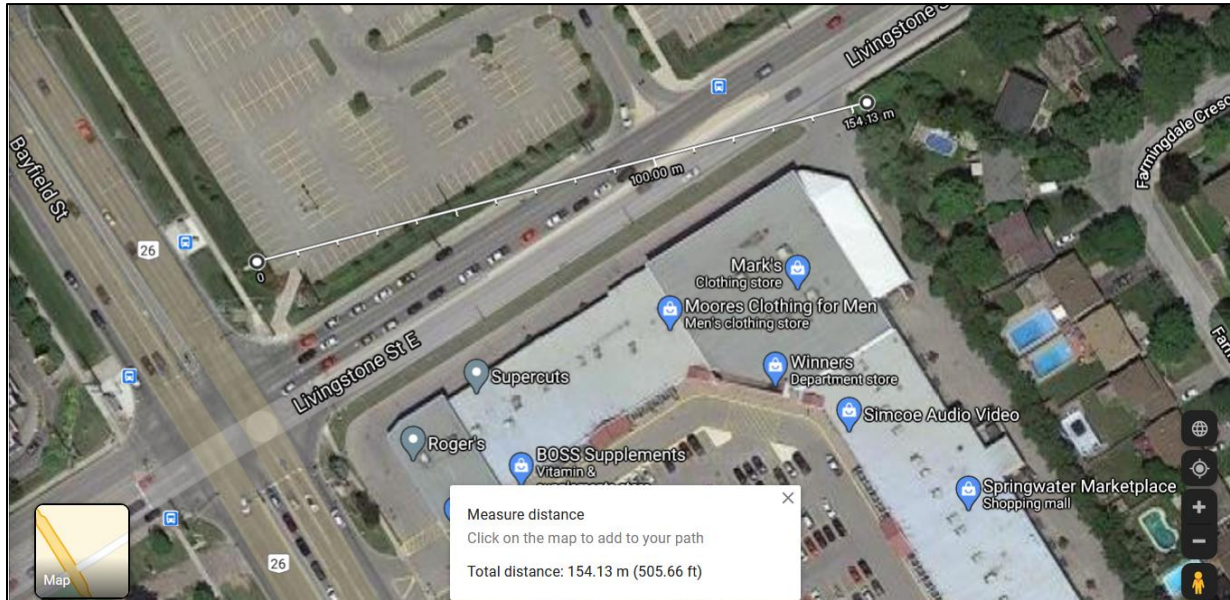 Livingstone S
Farmingdale Cresc
Bayfield St
26
154.13 m
100.00 m
0
Mark's
Clothing store
Moores Clothing for Men
Men's clothing store
Livingstone St E
Supercuts
Winners
Department store
Simcoe Audio Video
Roger's
BOSS Supplements
Vitamin &
Springwater Marketplace
Shopping mall
Measure distance
Click on the map to add to your path
Total distance: 154.13 m (505.66 ft)
26
Map